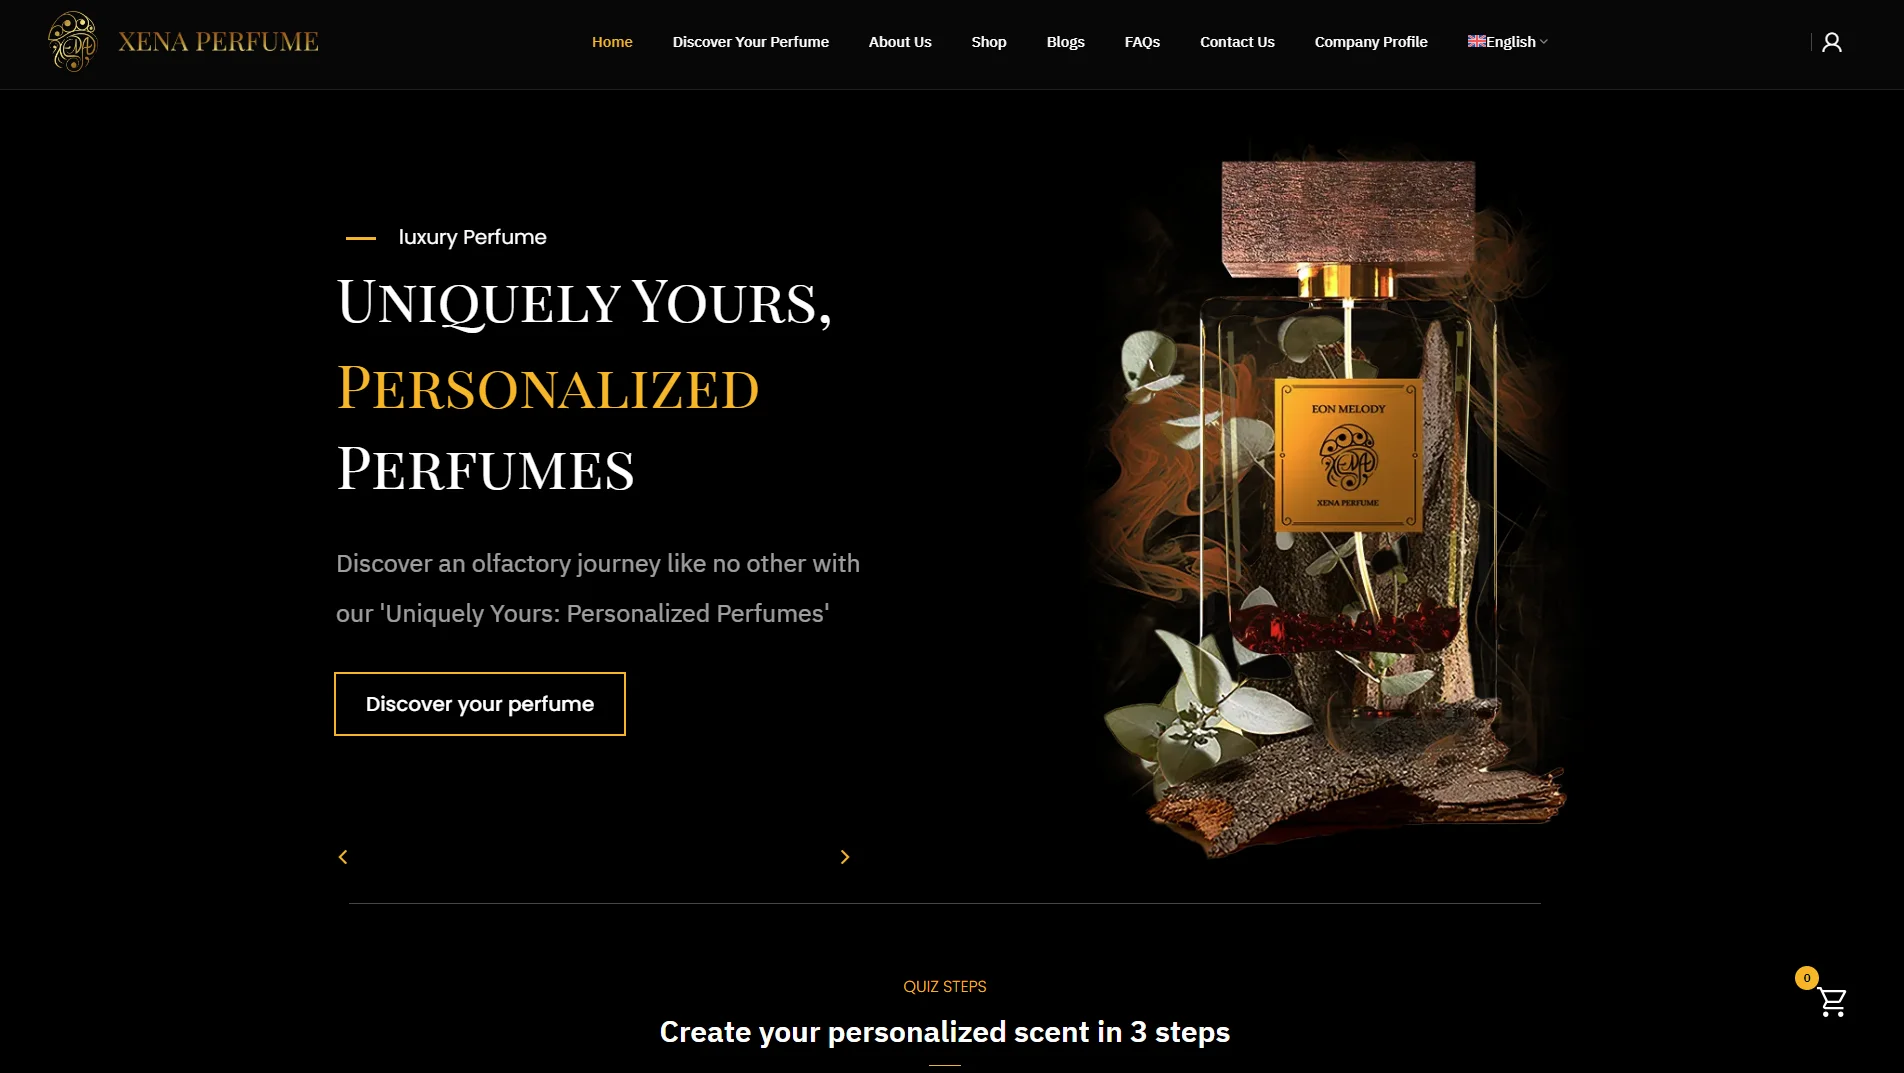 XENA
XENA PERFUME
Home
Discover Your Perfume
About Us
Shop
Blogs
FAQs
Contact Us
Company Profile
English
luxury Perfume
UNIQUELY YOURS,
PERSONALIZED
PERFUMES
Discover an olfactory journey like no other with
our 'Uniquely Yours: Personalized Perfumes'
Discover your perfume
EON MELODY
XENA
XENA PERFUME
QUIZ STEPS
Create your personalized scent in 3 steps
0